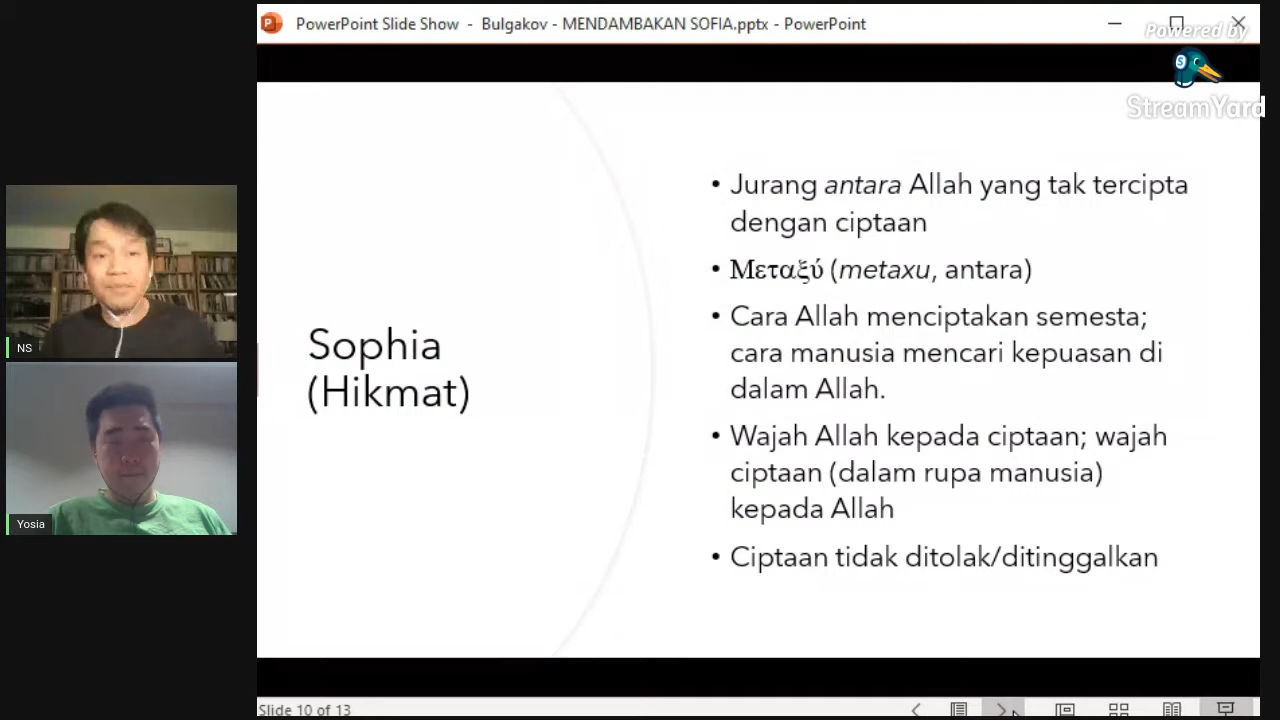 PowerPoint Slide Show - Bulgakov - MENDAMBAKAN SOFIA.pptx - PowerPoint
Powered by
StreamYard
Sophia
(Hikmat)
• Jurang antara Allah yang tak tercipta
dengan ciptaan
• Μεταξύ (metaxu, antara)
• Cara Allah menciptakan semesta;
cara manusia mencari kepuasan di
dalam Allah.
• Wajah Allah kepada ciptaan; wajah
ciptaan (dalam rupa manusia)
kepada Allah
• Ciptaan tidak ditolak/ditinggalkan
NS
Yosia
Slide 10 of 13